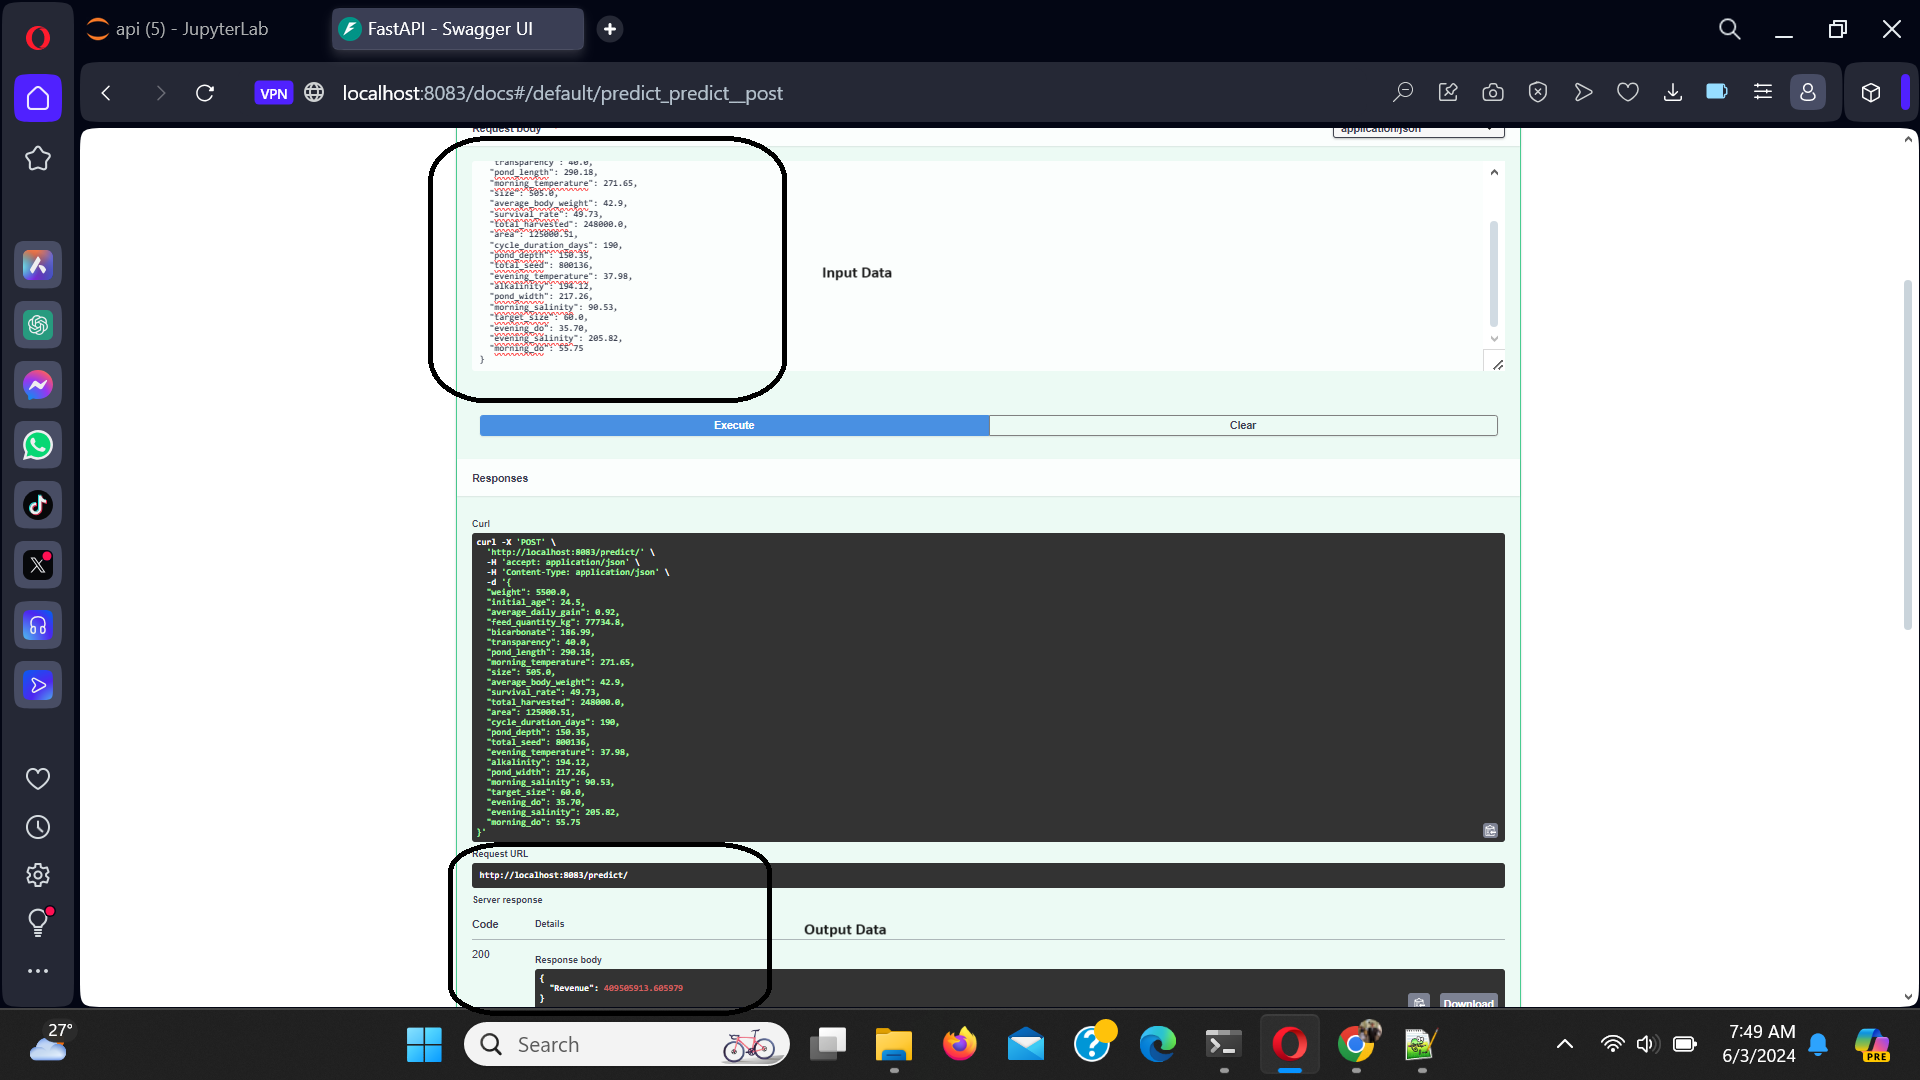 api (5) - JupyterLab
FastAPI - Swagger UI
VPN
localhost:8083/docs#/default/predict_predict__post
Request body
application/json
"transparency": 40.0,
"pond_length": 290.18,
"morning_temperature": 271.65,
"size": 505.0,
"average_body_weight": 42.9,
"survival_rate": 49.73,
"total_harvested": 248000.0,
"area": 125000.51,
"cycle_duration_days": 190,
"pond_depth": 150.35,
"total_seed": 800136,
"evening_temperature": 37.98,
"alkalinity": 194.12,
"pond_width": 217.26,
"morning_salinity": 90.53,
"target_size": 60.0,
"evening_do": 35.70,
"evening_salinity": 205.82,
"morning_do": 55.75
}
Input Data
Execute
Clear
Responses
Curl
curl -X 'POST' \
'http://localhost:8083/predict/' \
-H 'accept: application/json' \
-H 'Content-Type: application/json' \
-d '{
"weight": 5500.0,
"initial_age": 24.5,
"average_daily_gain": 0.92,
"feed_quantity_kg": 77734.8,
"bicarbonate": 186.99,
"transparency": 40.0,
"pond_length": 290.18,
"morning_temperature": 271.65,
"size": 505.0,
"average_body_weight": 42.9,
"survival_rate": 49.73,
"total_harvested": 248000.0,
"area": 125000.51,
"cycle_duration_days": 190,
"pond_depth": 150.35,
"total_seed": 800136,
"evening_temperature": 37.98,
"alkalinity": 194.12,
"pond_width": 217.26,
"morning_salinity": 90.53,
"target_size": 60.0,
"evening_do": 35.70,
"evening_salinity": 205.82,
"morning_do": 55.75
}'
Request URL
http://localhost:8083/predict/
Server response
Code Details
Output Data
200
Response body
{
"Revenue": 409505913.605979
}
Download
27°
Search
7:49 AM
6/3/2024
PRE